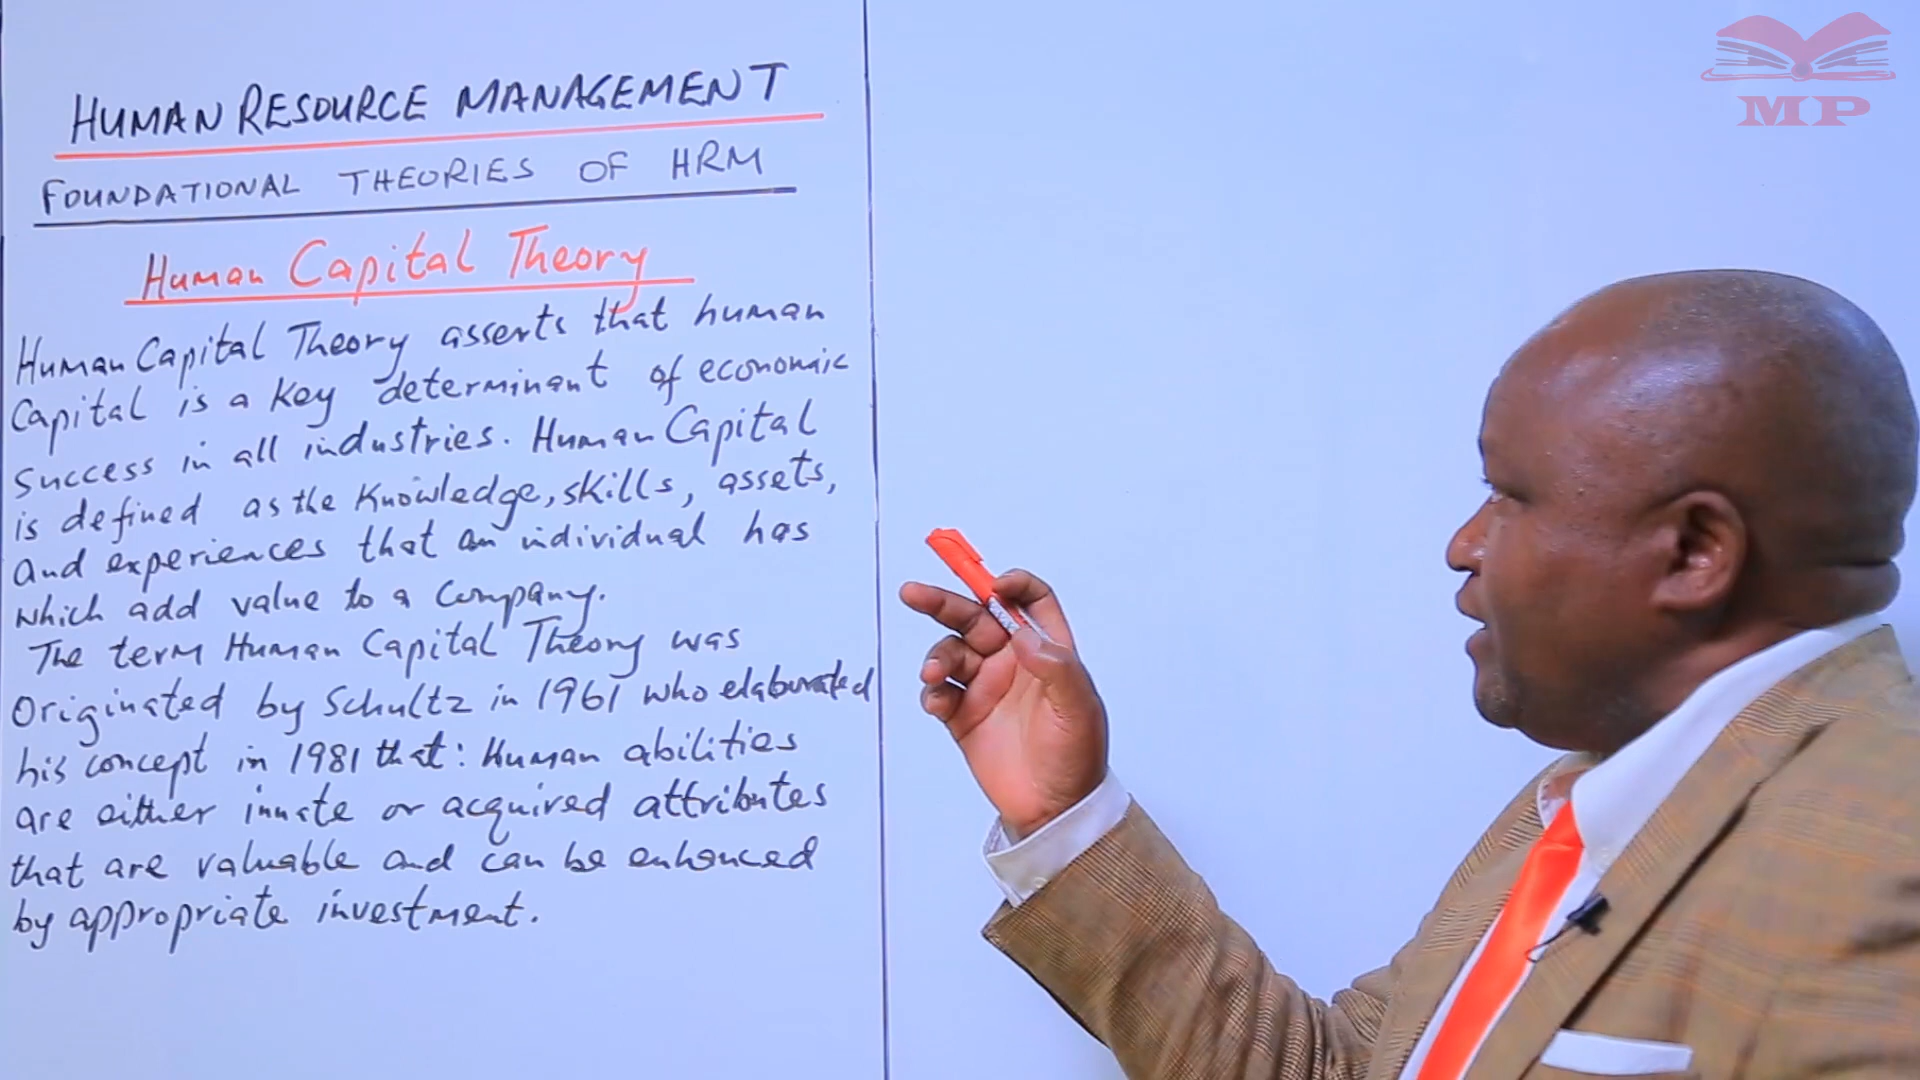 HUMAN RESOURCE MANAGEMENT
FOUNDATIONAL THEORIES OF HRM
Human Capital Theory
Human Capital Theory asserts that human
Capital is a key determinant of economic
success in all industries. Human Capital
is defined as the knowledge, skills, assets,
and experiences that an individual has
which add value to a company.
The term Human Capital Theory was
originated by Schultz in 1961 who elaborated
his concept in 1981 that: Human abilities
are either innate or acquired attributes
that are valuable and can be enhanced
by appropriate investment.
MP